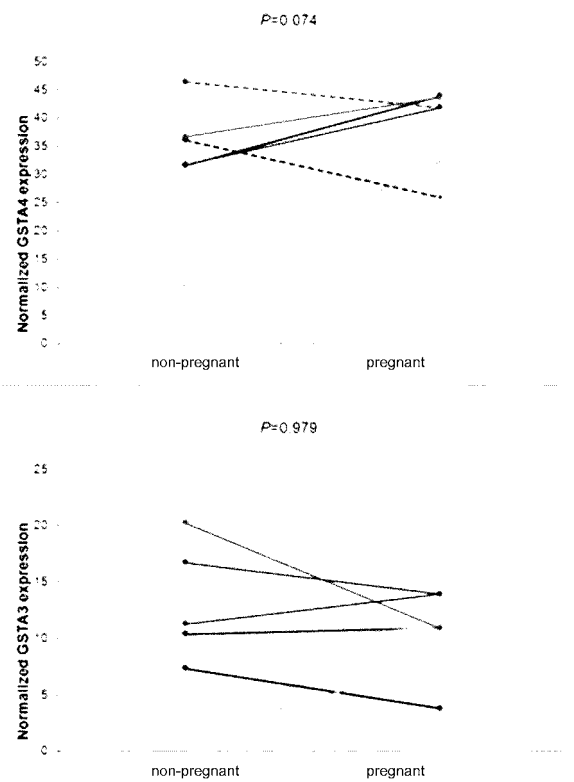 P=0.074
50
45
40
35
30
25
20
15
10
5
0
Normalized GSTA4 expression
non-pregnant pregnant
P=0.979
25
20
15
10
5
0
Normalized GSTA3 expression
non-pregnant pregnant